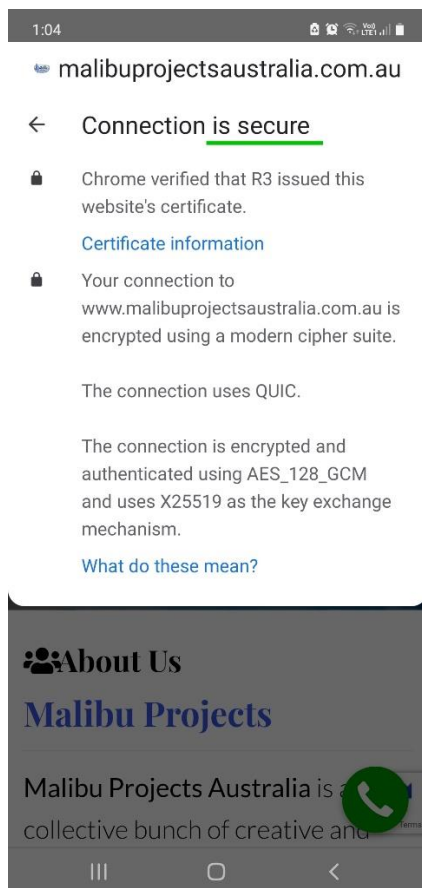 1:04
Vo))
LTE1
malibuprojectsaustralia.com.au
Connection is secure
Chrome verified that R3 issued this
website's certificate.
Certificate information
Your connection to
www.malibuprojectsaustralia.com.au is
encrypted using a modern cipher suite.
The connection uses QUIC.
The connection is encrypted and
authenticated using AES_128_GCM
and uses X25519 as the key exchange
mechanism.
What do these mean?
About Us
Malibu Projects
Malibu Projects Australia is a
collective bunch of creative and
Terms